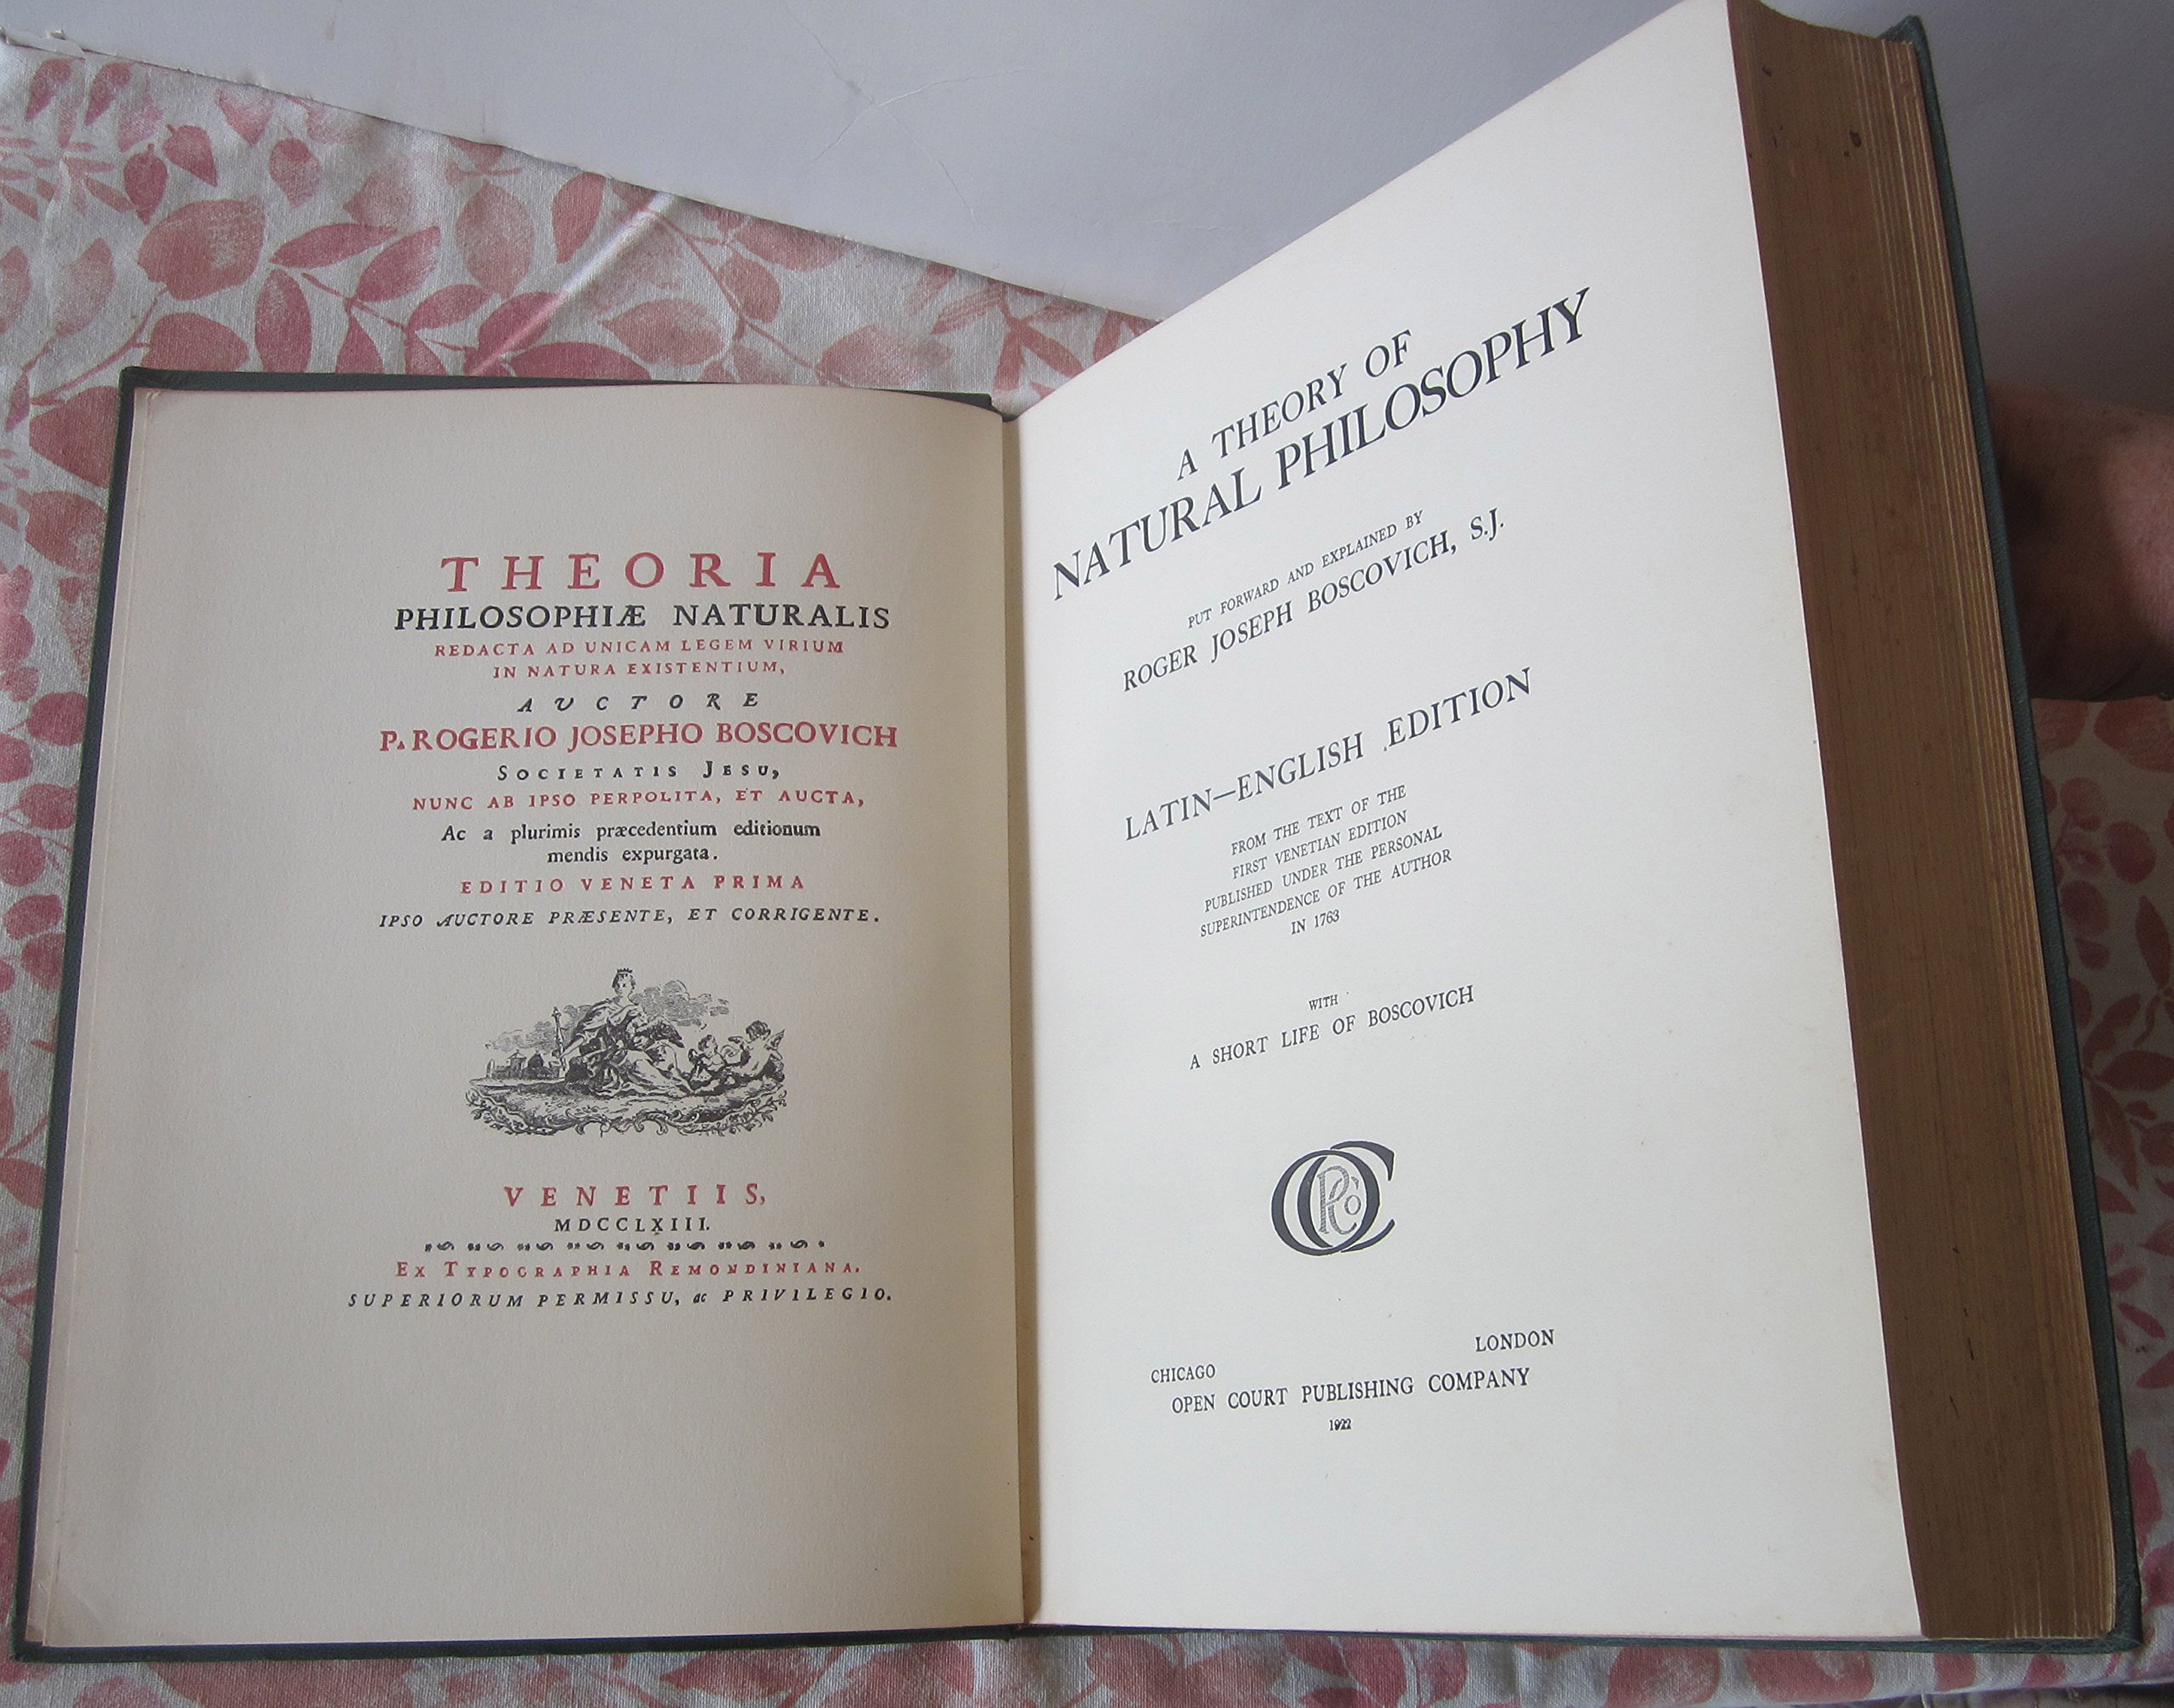 THEORIA
PHILOSOPHIÆ NATURALIS
REDACTA AD UNICAM LEGEM VIRIUM
IN NATURA EXISTENTIUM,
AUCTORE
P. ROGERIO JOSEPHO BOSCOVICH
SOCIETATIS JESU,
NUNC AB IPSO PERPOLITA, ET AUCTA,
Ac a plurimis præcedentium editionum
mendis expurgata.
EDITIO VENETA PRIMA
IPSO AUCTORE PRÆSENTE, ET CORRIGENTE.
VENETIIS,
MDCCLXIII.
EX TYPOGRAPHIA REMONDINIANA.
SUPERIORUM PERMISSU, ac PRIVILEGIO.
A THEORY OF
NATURAL PHILOSOPHY
PUT FORWARD AND EXPLAINED BY
ROGER JOSEPH BOSCOVICH, S.J.
LATIN—ENGLISH EDITION
FROM THE TEXT OF THE
FIRST VENETIAN EDITION
PUBLISHED UNDER THE PERSONAL
SUPERINTENDENCE OF THE AUTHOR
IN 1763
WITH
A SHORT LIFE OF BOSCOVICH
CHICAGO LONDON
OPEN COURT PUBLISHING COMPANY
1922